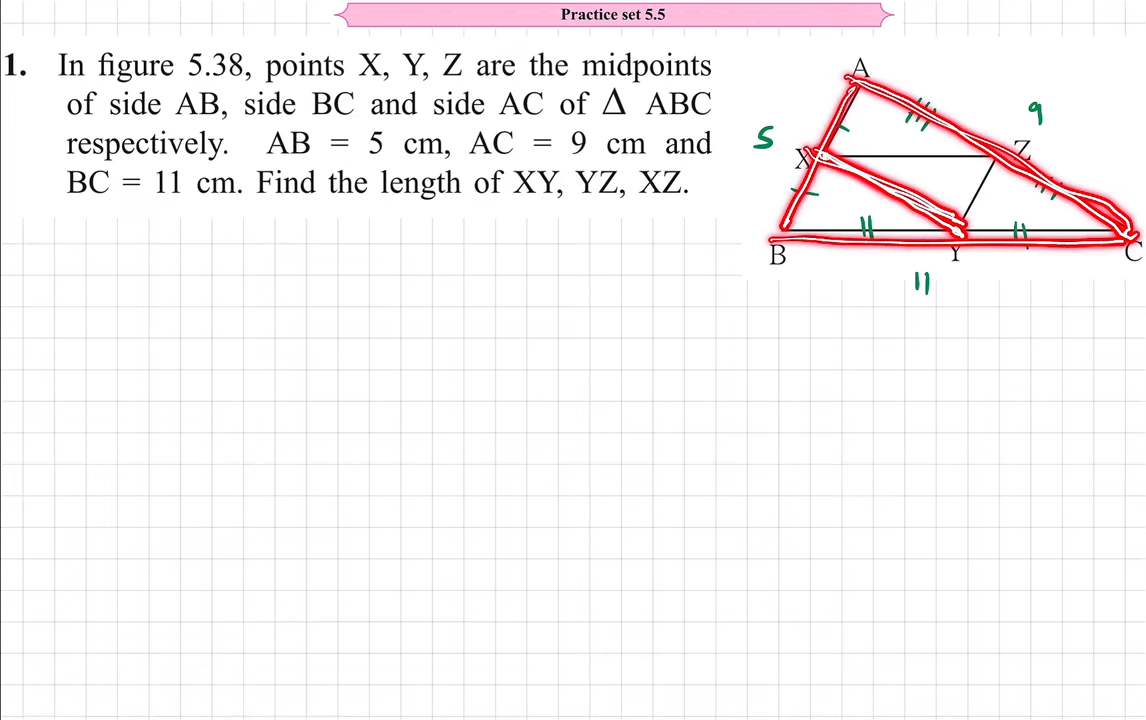 Practice set 5.5
1. In figure 5.38, points X, Y, Z are the midpoints
of side AB, side BC and side AC of Δ ABC
respectively. AB = 5 cm, AC = 9 cm and
BC = 11 cm. Find the length of XY, YZ, XZ.
A
9
5
X
Z
B
Y
C
11